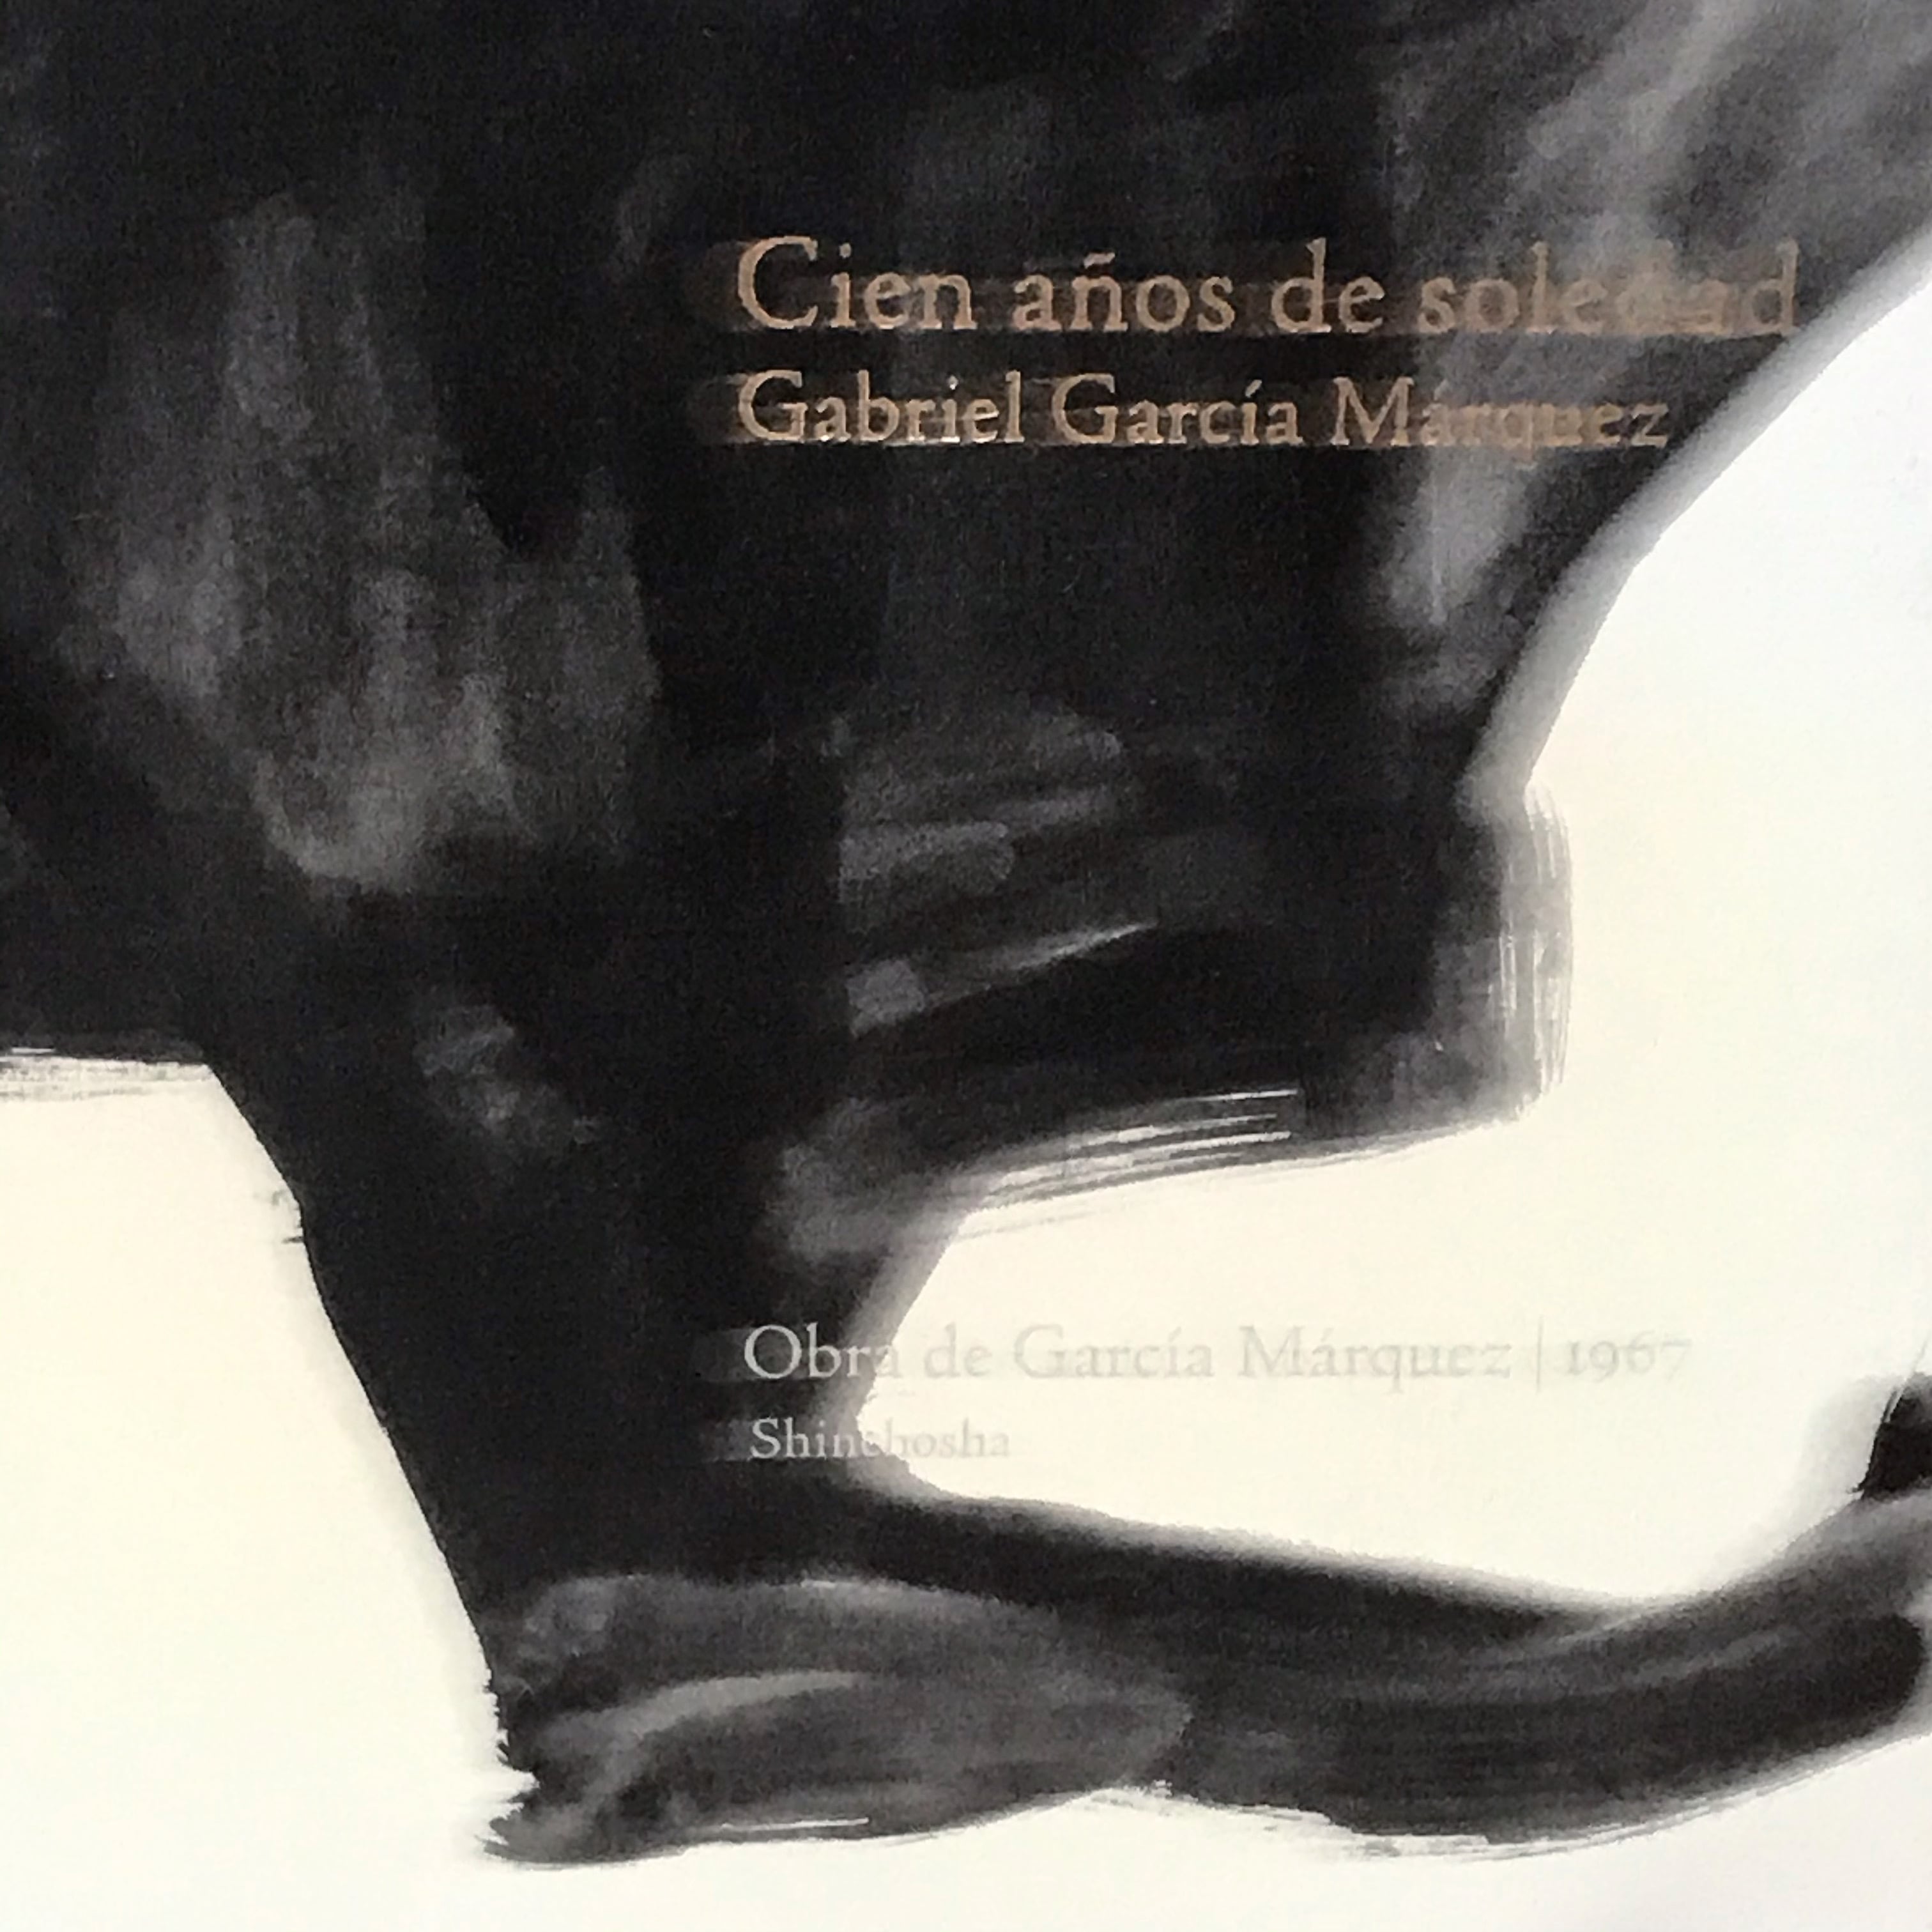 Cien años de soledad
Gabriel García Márquez
Obra de García Márquez | 1967
Shinchosha